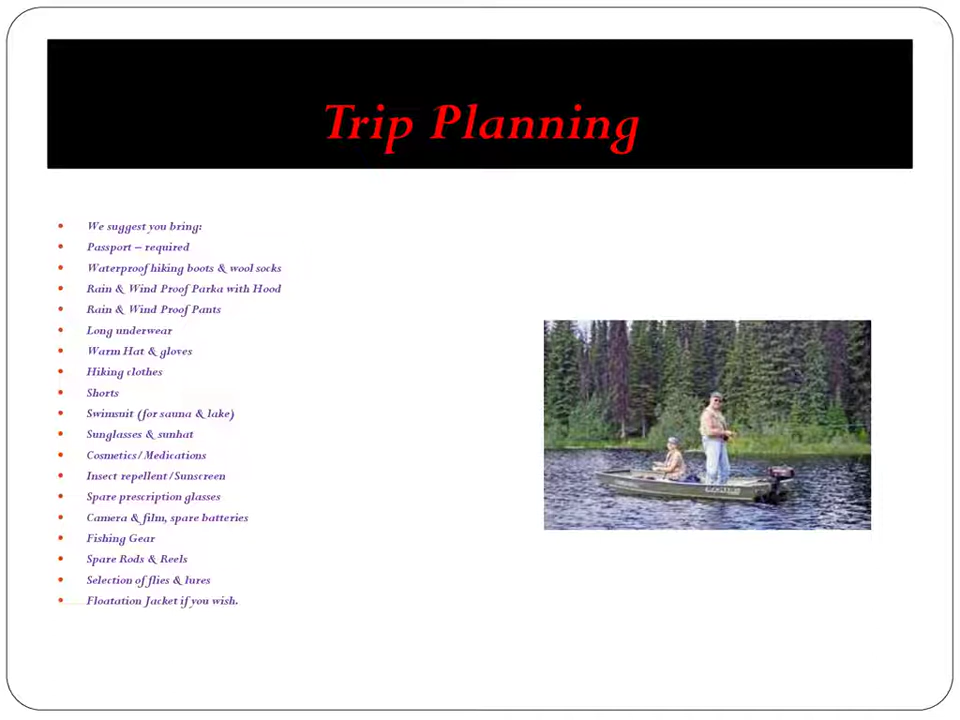 Trip Planning
We suggest you bring:
Passport – required
Waterproof hiking boots & wool socks
Rain & Wind Proof Parka with Hood
Rain & Wind Proof Pants
Long underwear
Warm Hat & gloves
Hiking clothes
Shorts
Swimsuit (for sauna & lake)
Sunglasses & sunhat
Cosmetics/Medications
Insect repellent/Sunscreen
Spare prescription glasses
Camera & film, spare batteries
Fishing Gear
Spare Rods & Reels
Selection of flies & lures
Floatation Jacket if you wish.